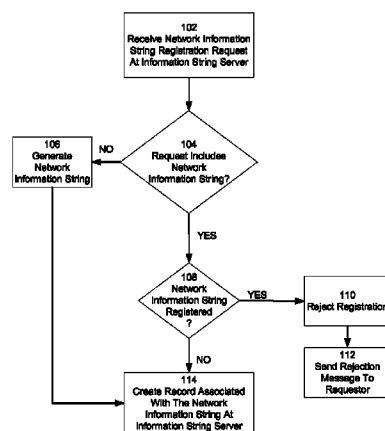 102
Receive Network Information
String Registration Request
At Information String Server
104
Request Includes
Network
Information String?
NO
106
Generate
Network
Information String
YES
108
Network
Information String
Registered
?
YES
110
Reject Registration
112
Send Rejection
Message To
Requestor
NO
114
Create Record Associated
With The Network
Information String At
Information String Server